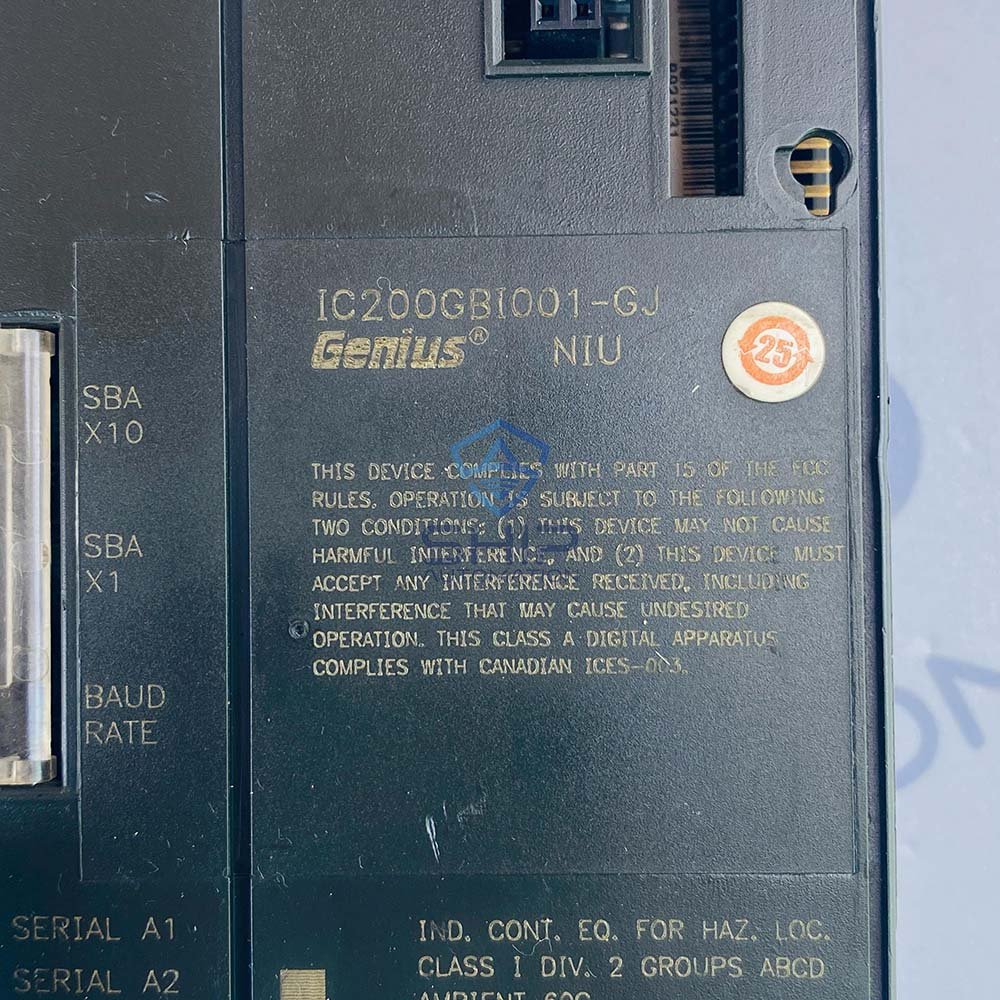 B021221
IC200GBI001-GJ
Genius® NIU
25
SBA
X10
THIS DEVICE COMPLIES WITH PART 15 OF THE FCC
RULES. OPERATION IS SUBJECT TO THE FOLLOWING
TWO CONDITIONS: (1) THIS DEVICE MAY NOT CAUSE
HARMFUL INTERFERENCE, AND (2) THIS DEVICE MUST
ACCEPT ANY INTERFERENCE RECEIVED, INCLUDING
INTERFERENCE THAT MAY CAUSE UNDESIRED
OPERATION. THIS CLASS A DIGITAL APPARATUS
COMPLIES WITH CANADIAN ICES-003.
SHIP
SBA
X1
BAUD
RATE
SERIAL A1
SERIAL A2
IND. CONT. EQ. FOR HAZ. LOC.
CLASS I DIV. 2 GROUPS ABCD
AMBIENT 60C